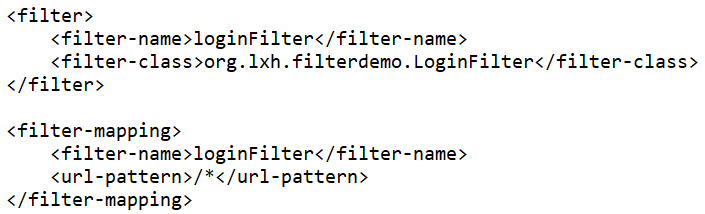 <filter>
    <filter-name>loginFilter</filter-name>
    <filter-class>org.lxh.filterdemo.LoginFilter</filter-class>
</filter>

<filter-mapping>
    <filter-name>loginFilter</filter-name>
    <url-pattern>/*</url-pattern>
</filter-mapping>